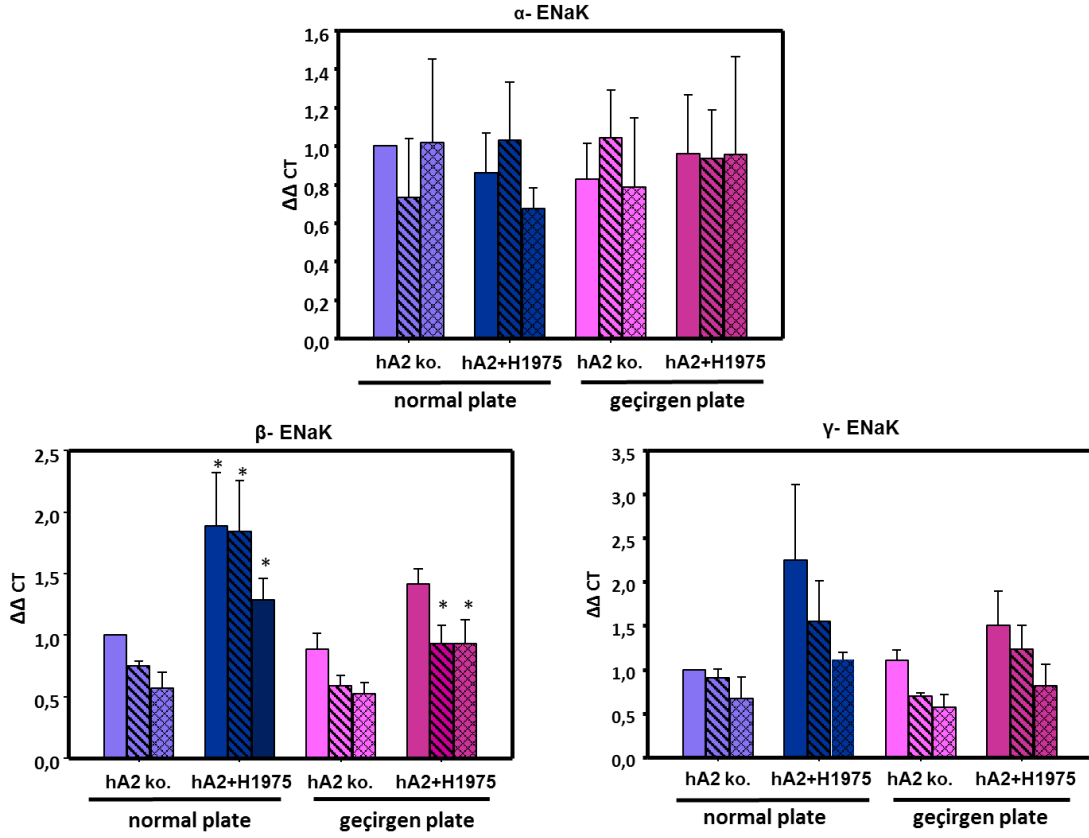 α- ENaK
1,6
1,4
1,2
1,0
0,8
0,6
0,4
0,2
0,0
ΔΔ CT
hA2 ko. hA2+H1975 hA2 ko. hA2+H1975
normal plate geçirgen plate
β- ENaK
2,5
2,0
1,5
1,0
0,5
0,0
ΔΔ CT
* * * * *
hA2 ko. hA2+H1975 hA2 ko. hA2+H1975
normal plate geçirgen plate
γ- ENaK
3,5
3,0
2,5
2,0
1,5
1,0
0,5
0,0
ΔΔ CT
hA2 ko. hA2+H1975 hA2 ko. hA2+H1975
normal plate geçirgen plate